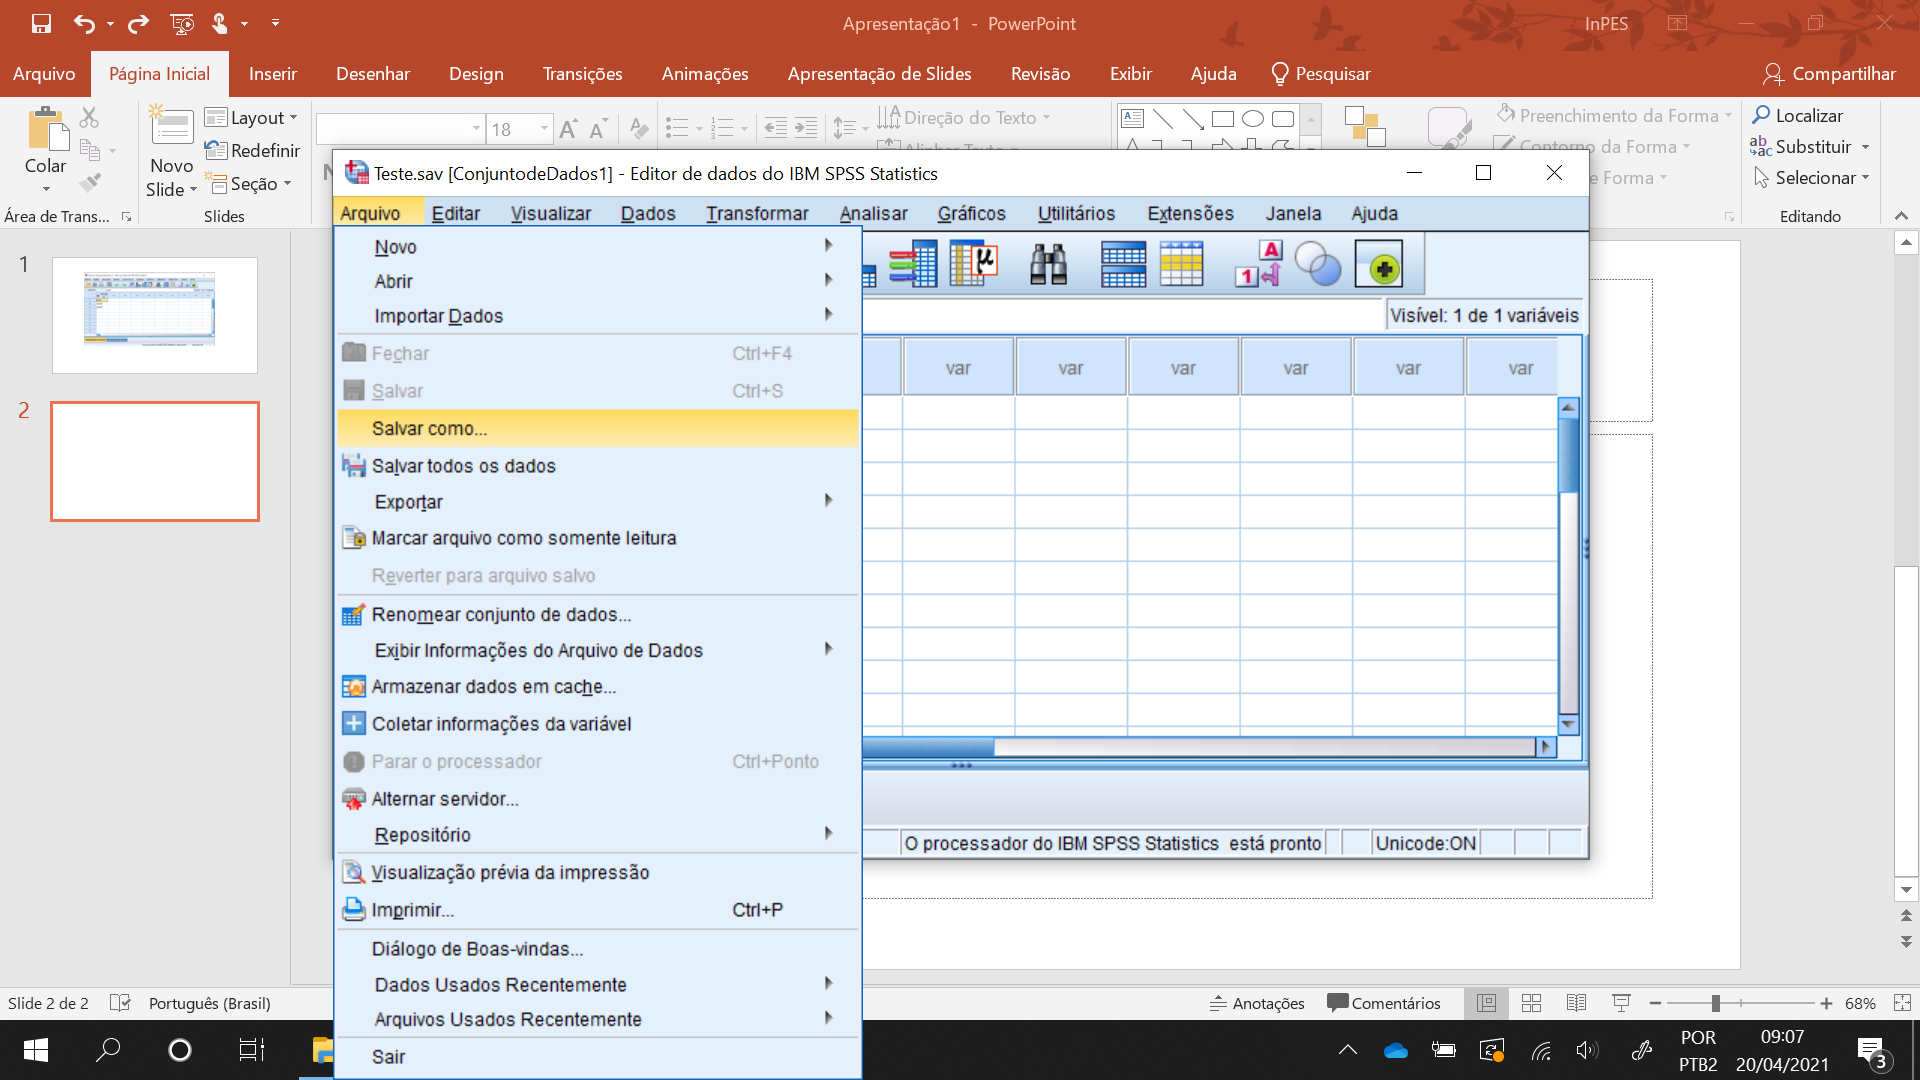 Apresentação1 - PowerPoint
InPES
Arquivo
Página Inicial
Inserir
Desenhar
Design
Transições
Animações
Apresentação de Slides
Revisão
Exibir
Ajuda
Pesquisar
Compartilhar
Colar
Área de Trans...
Novo
Slide
Layout
Redefinir
Seção
Slides
18
Direção do Texto
Preenchimento da Forma
Contorno da Forma
e Forma
Localizar
Substituir
Selecionar
Editando
1
2
Teste.sav [ConjuntodeDados1] - Editor de dados do IBM SPSS Statistics
Arquivo
Editar
Visualizar
Dados
Transformar
Analisar
Gráficos
Utilitários
Extensões
Janela
Ajuda
Novo
Abrir
Importar Dados
Fechar Ctrl+F4
Salvar Ctrl+S
Salvar como...
Salvar todos os dados
Exportar
Marcar arquivo como somente leitura
Reverter para arquivo salvo
Renomear conjunto de dados...
Exibir Informações do Arquivo de Dados
Armazenar dados em cache...
Coletar informações da variável
Parar o processador Ctrl+Ponto
Alternar servidor...
Repositório
Visualização prévia da impressão
Imprimir... Ctrl+P
Diálogo de Boas-vindas...
Dados Usados Recentemente
Arquivos Usados Recentemente
Sair
Visível: 1 de 1 variáveis
var var var var var var
O processador do IBM SPSS Statistics está pronto
Unicode:ON
Slide 2 de 2
Português (Brasil)
Anotações
Comentários
68%
POR
PTB2
09:07
20/04/2021
3